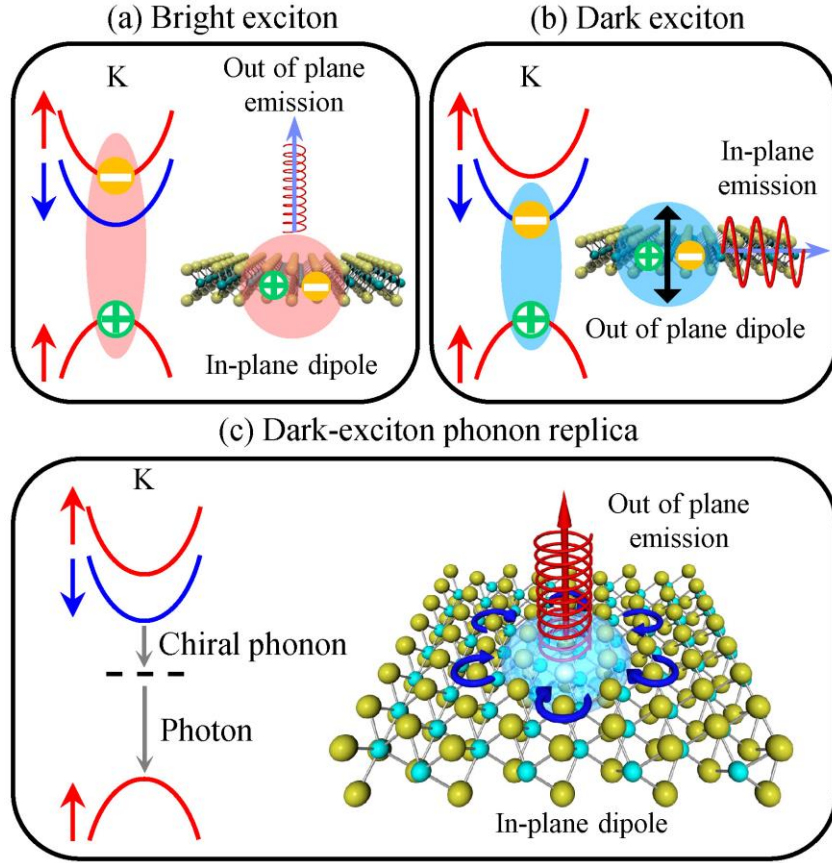 (a) Bright exciton
K
Out of plane
emission
In-plane dipole
(b) Dark exciton
K
In-plane
emission
Out of plane dipole
(c) Dark-exciton phonon replica
K
Chiral phonon
Photon
Out of plane
emission
In-plane dipole